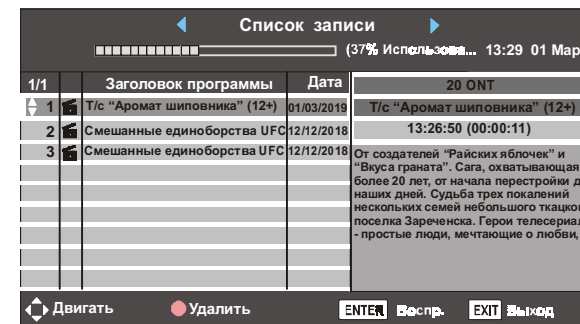 Список записи
(37% Использова... 13:29 01 Мар
1/1 Заголовок программы Дата
1 Т/с “Аромат шиповника” (12+) 01/03/2019
2 Смешанные единоборства UFC 12/12/2018
3 Смешанные единоборства UFC 12/12/2018
20 ONT
Т/с “Аромат шиповника” (12+)
13:26:50 (00:00:11)
От создателей “Райских яблочек” и
“Вкуса граната”. Сага, охватывающая
более 20 лет, от начала перестройки д
наших дней. Судьба трех покалений
нескольких семей небольшого ткацко
поселка Зареченска. Герои телесериал
- простые люди, мечтающие о любви,
Двигать Удалить ENTER Воспр. EXIT Выход